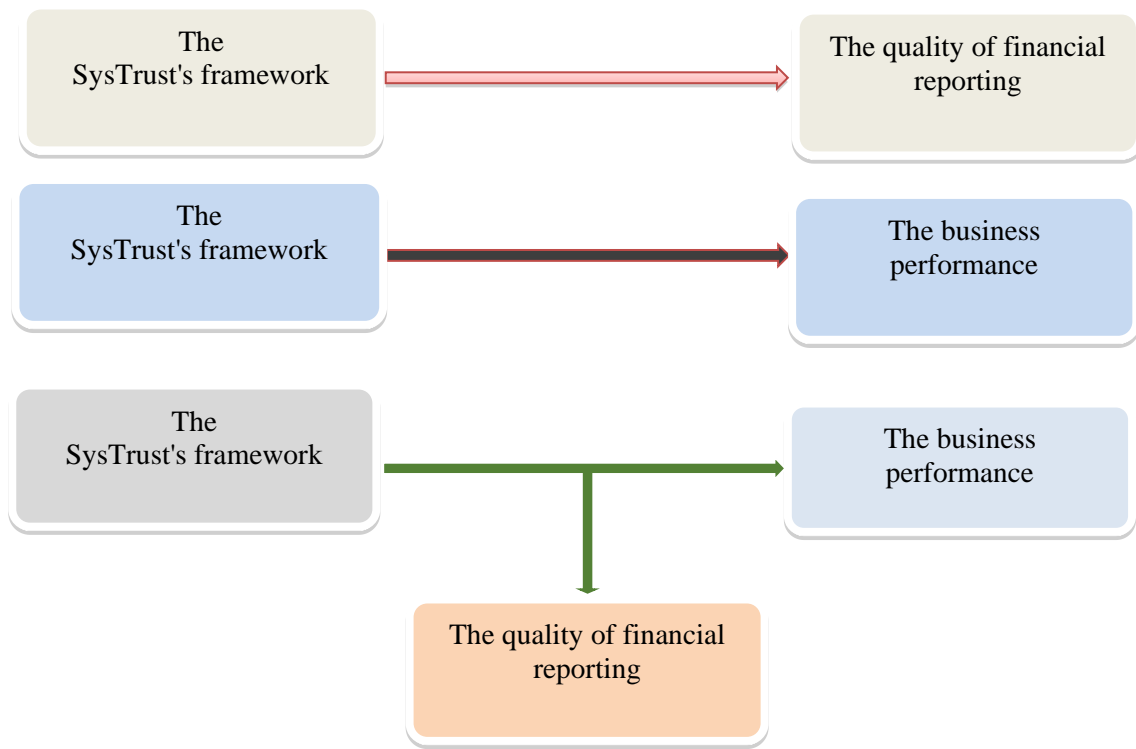 The
SysTrust's framework
The quality of financial
reporting
The
SysTrust's framework
The business
performance
The
SysTrust's framework
The business
performance
The quality of financial
reporting